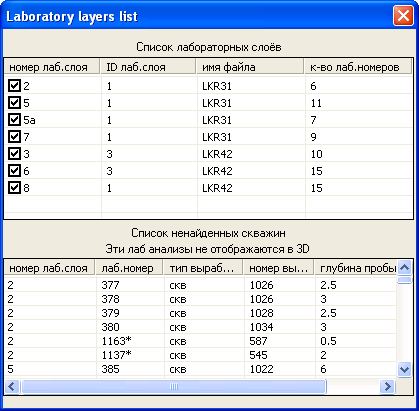 Laboratory layers list
Список лабораторных слоёв
номер лаб.слоя ID лаб.слоя имя файла к-во лаб.номеров
2 1 LKR31 6
5 1 LKR31 11
5а 1 LKR31 7
7 1 LKR31 9
3 3 LKR42 10
6 3 LKR42 15
8 1 LKR42 15
Список ненайденных скважин
Эти лаб анализы не отображаются в 3D
номер лаб.слоя лаб.номер тип выраб... номер вы... глубина пробы
2 377 скв 1026 2.5
2 378 скв 1026 3
2 379 скв 1028 2.5
2 380 скв 1034 3
2 1163* скв 587 0.5
2 1137* скв 545 2
5 385 скв 1022 6